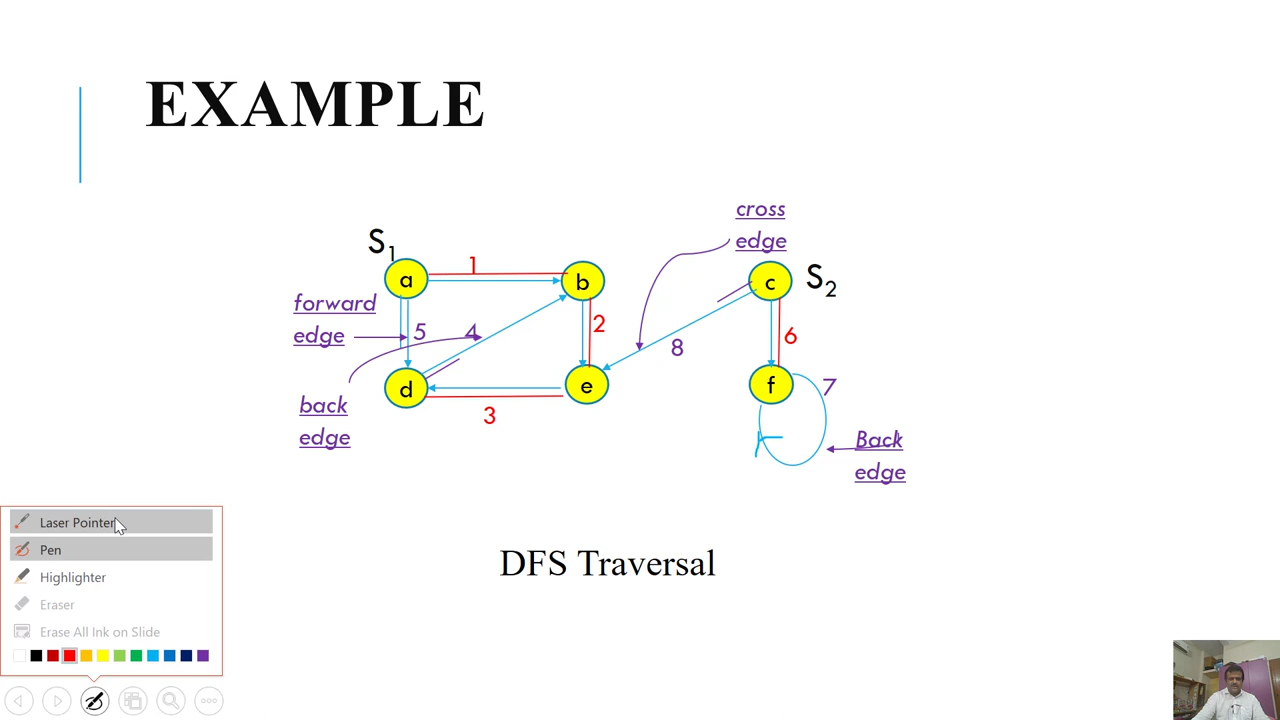 EXAMPLE
cross
edge
S1
S2
1
a
b
c
forward
edge
5
4
2
8
6
d
e
f
7
3
back
edge
Back
edge
DFS Traversal
Laser Pointer
Pen
Highlighter
Eraser
Erase All Ink on Slide